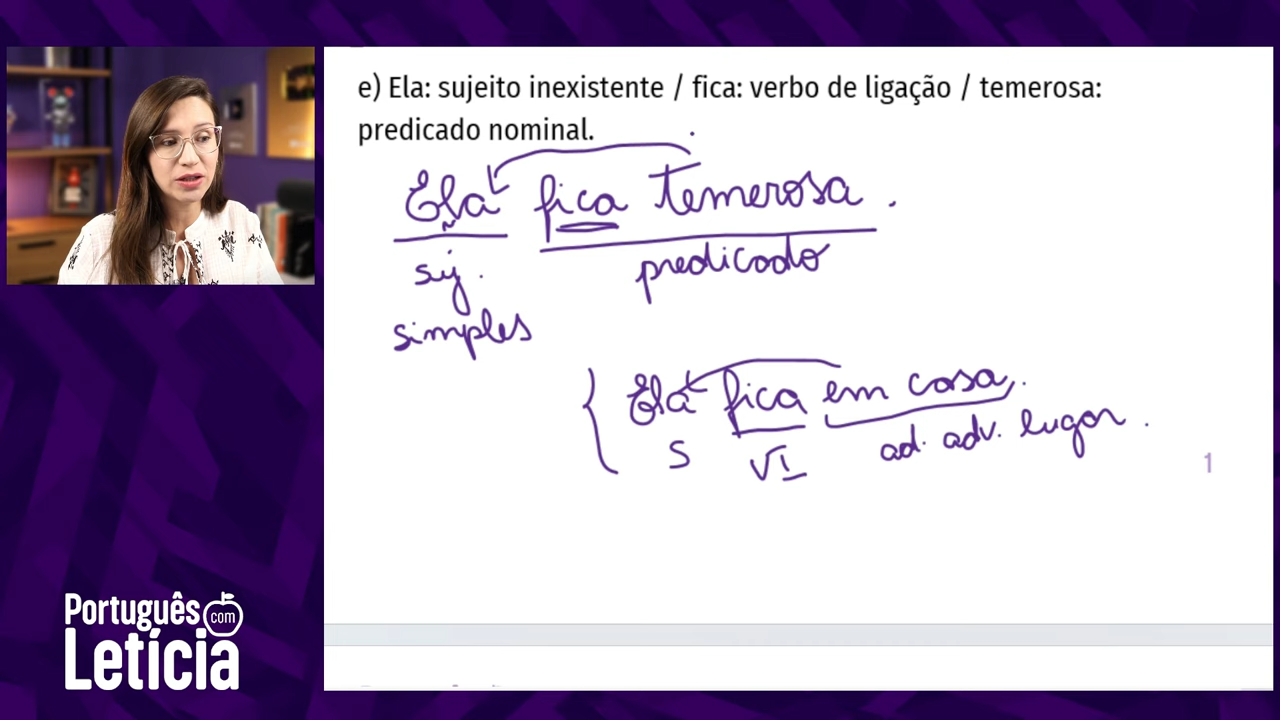 e) Ela: sujeito inexistente / fica: verbo de ligação / temerosa:
predicado nominal.
Ela fica temerosa.
suj. predicado
simples
Ela fica em casa.
S VI ad. adv. lugar.
1
Português com
Letícia